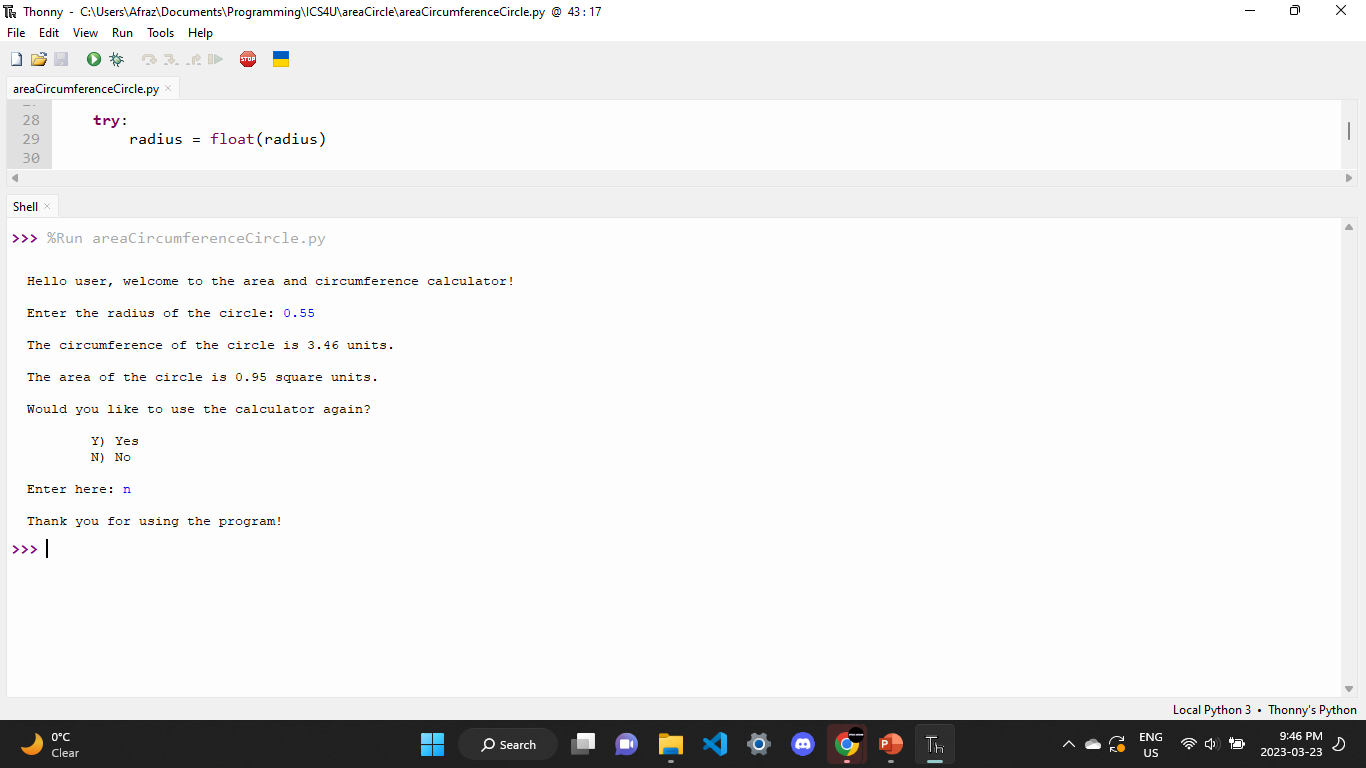 Thonny - C:\Users\Afraz\Documents\Programming\ICS4U\areaCircle\areaCircumferenceCircle.py @ 43 : 17
File Edit View Run Tools Help
STOP
areaCircumferenceCircle.py ×
28 try:
29 radius = float(radius)
30
Shell ×
>>> %Run areaCircumferenceCircle.py
Hello user, welcome to the area and circumference calculator!
Enter the radius of the circle: 0.55
The circumference of the circle is 3.46 units.
The area of the circle is 0.95 square units.
Would you like to use the calculator again?
Y) Yes
N) No
Enter here: n
Thank you for using the program!
>>>
Local Python 3 • Thonny's Python
0°C
Clear
Search
ENG
US
9:46 PM
2023-03-23